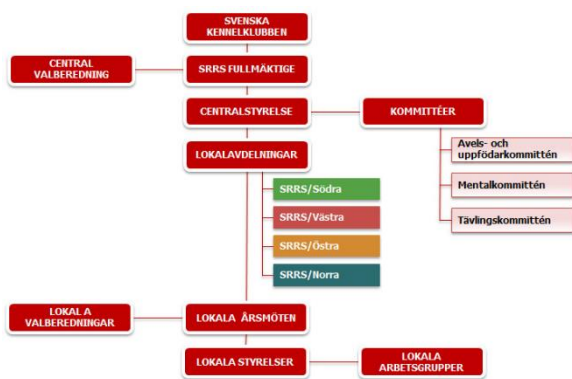 SVENSKA
KENNELKLUBBEN
CENTRAL
VALBEREDNING
SRRS FULLMÄKTIGE
CENTRALSTYRELSE
KOMMITTÉER
LOKALAVDELNINGAR
Avels- och
uppfödarkommittén
Mentalkommittén
Tävlingskommittén
SRRS/Södra
SRRS/Västra
SRRS/Östra
SRRS/Norra
LOKAL A
VALBEREDNINGAR
LOKALA ÅRSMÖTEN
LOKALA STYRELSER
LOKALA
ARBETSGRUPPER